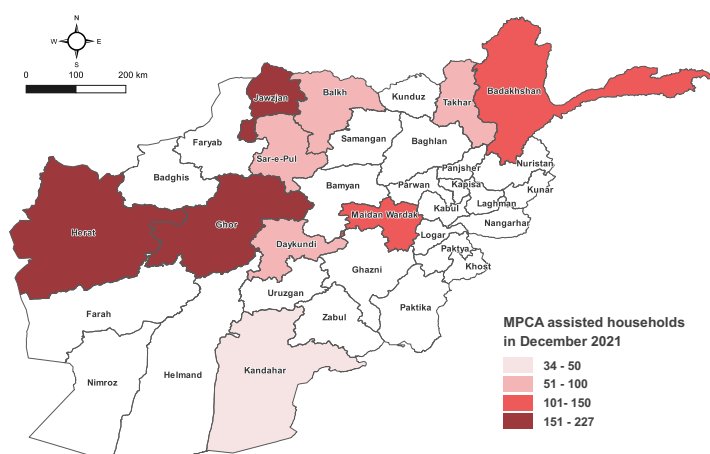 N
W
E
S
0 100 200 km
Jawzjan
Balkh
Kunduz
Takhar
Badakhshan
Faryab
Sar-e-Pul
Samangan
Baghlan
Badghis
Panjsher
Nuristan
Bamyan
Parwan
Kapisa
Kunar
Herat
Ghor
Maidan Wardak
Kabul
Laghman
Nangarhar
Daykundi
Logar
Paktya
Khost
Ghazni
Uruzgan
Farah
Zabul
Paktika
Kandahar
Helmand
Nimroz
MPCA assisted households
in December 2021
34 - 50
51 - 100
101- 150
151 - 227